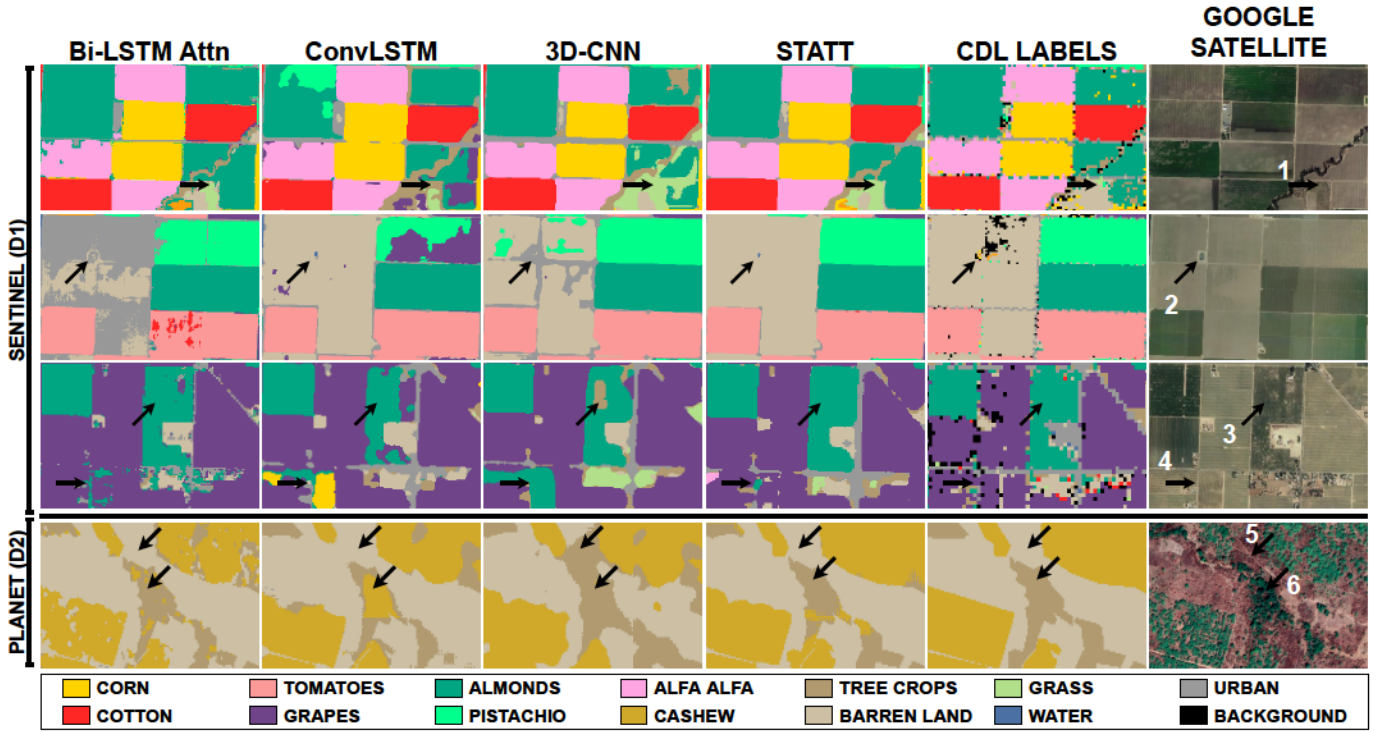 GOOGLE
Bi-LSTM Attn ConvLSTM 3D-CNN STATT CDL LABELS SATELLITE
SENTINEL (D1)
1
2
3
4
PLANET (D2)
5
6
CORN TOMATOES ALMONDS ALFA ALFA TREE CROPS GRASS URBAN
COTTON GRAPES PISTACHIO CASHEW BARREN LAND WATER BACKGROUND